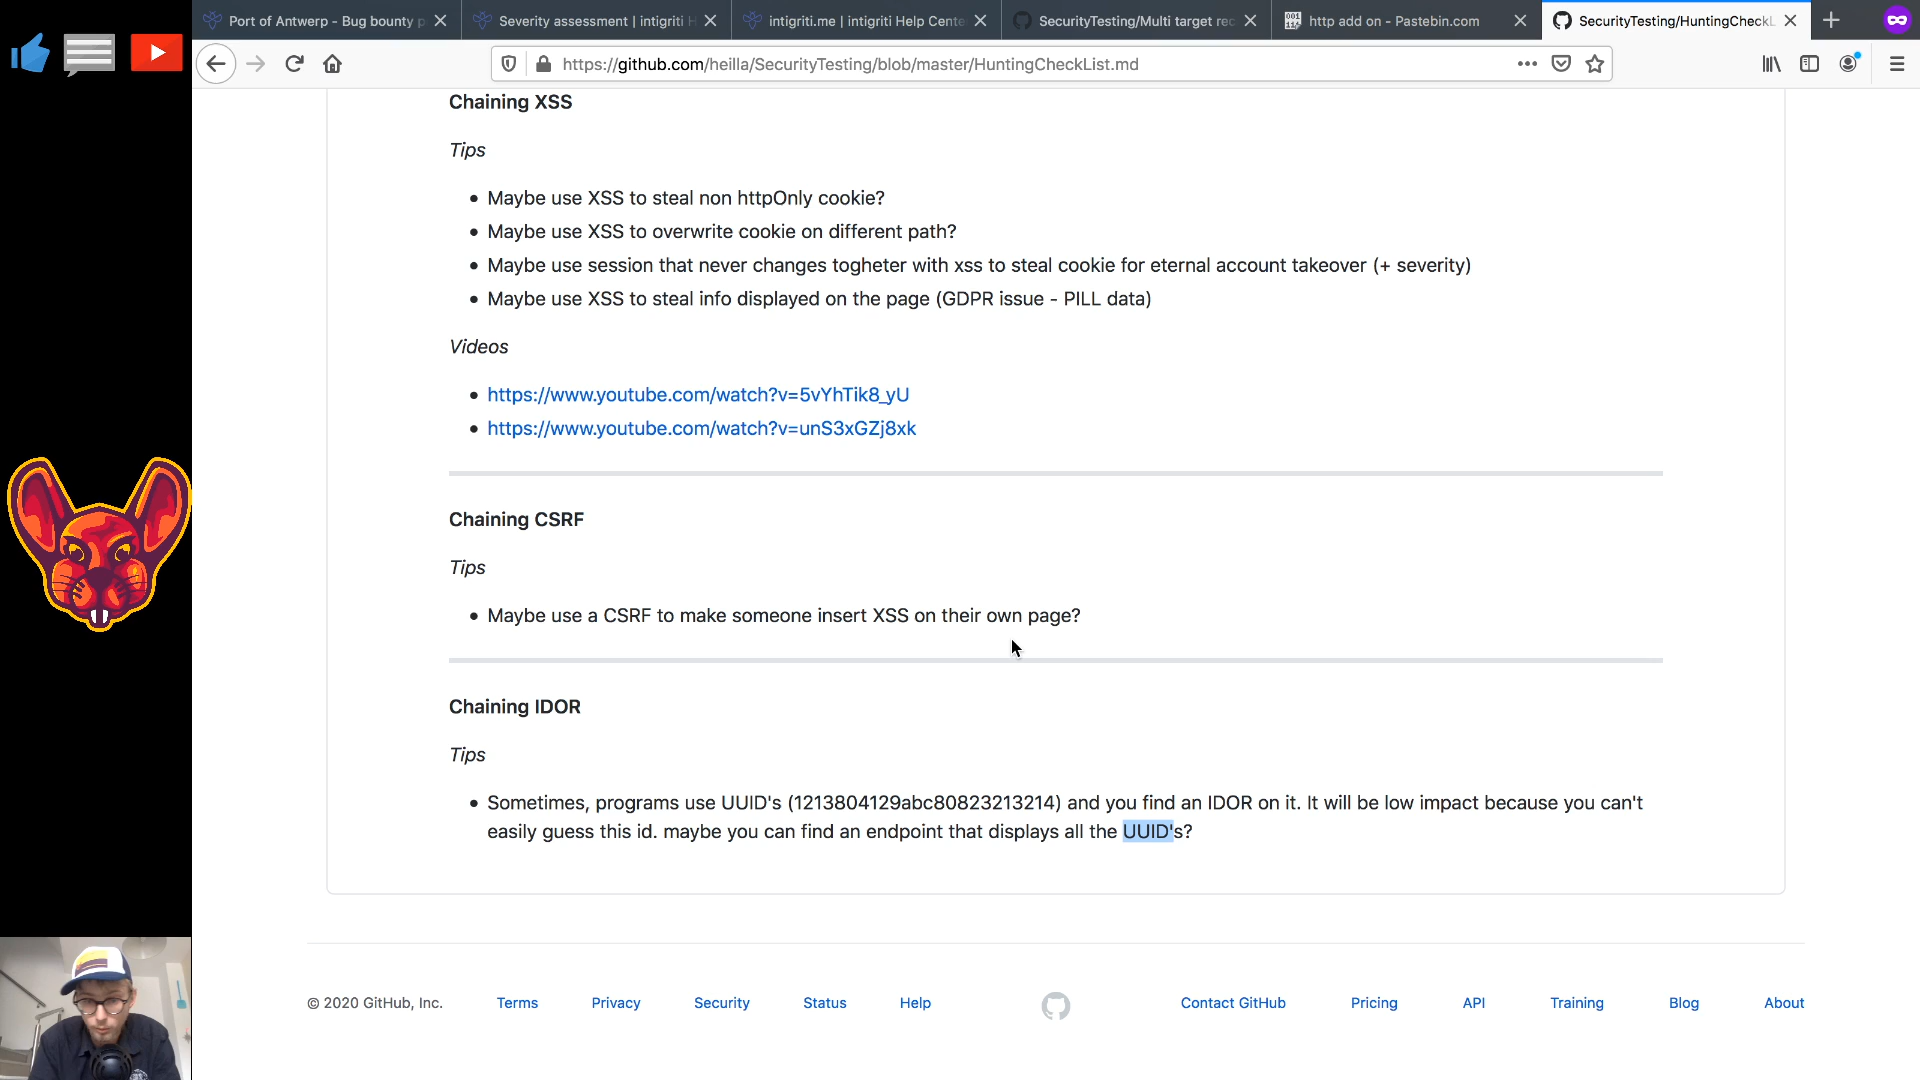 Port of Antwerp - Bug bounty p
Severity assessment | intigriti H
intigriti.me | intigriti Help Cente
SecurityTesting/Multi target rec
http add on - Pastebin.com
SecurityTesting/HuntingCheckL
https://github.com/heilla/SecurityTesting/blob/master/HuntingCheckList.md
Chaining XSS
Tips
Maybe use XSS to steal non httpOnly cookie?
Maybe use XSS to overwrite cookie on different path?
Maybe use session that never changes togheter with xss to steal cookie for eternal account takeover (+ severity)
Maybe use XSS to steal info displayed on the page (GDPR issue - PILL data)
Videos
https://www.youtube.com/watch?v=5vYhTik8_yU
https://www.youtube.com/watch?v=unS3xGZj8xk
Chaining CSRF
Tips
Maybe use a CSRF to make someone insert XSS on their own page?
Chaining IDOR
Tips
Sometimes, programs use UUID's (1213804129abc80823213214) and you find an IDOR on it. It will be low impact because you can't
easily guess this id. maybe you can find an endpoint that displays all the UUID's?
© 2020 GitHub, Inc.
Terms
Privacy
Security
Status
Help
Contact GitHub
Pricing
API
Training
Blog
About